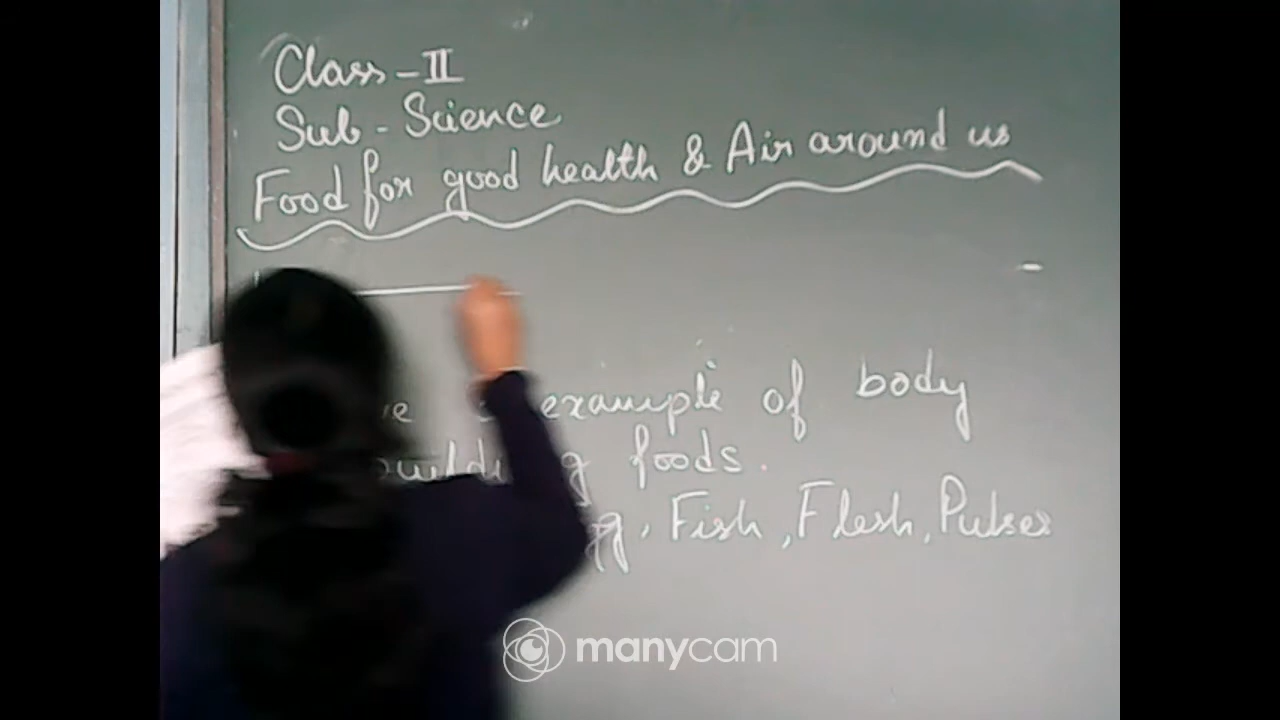 Class - II
Sub - Science
Food for good health & Air around us
example of body
foods.
Fish, Flesh, Pulses
manycam